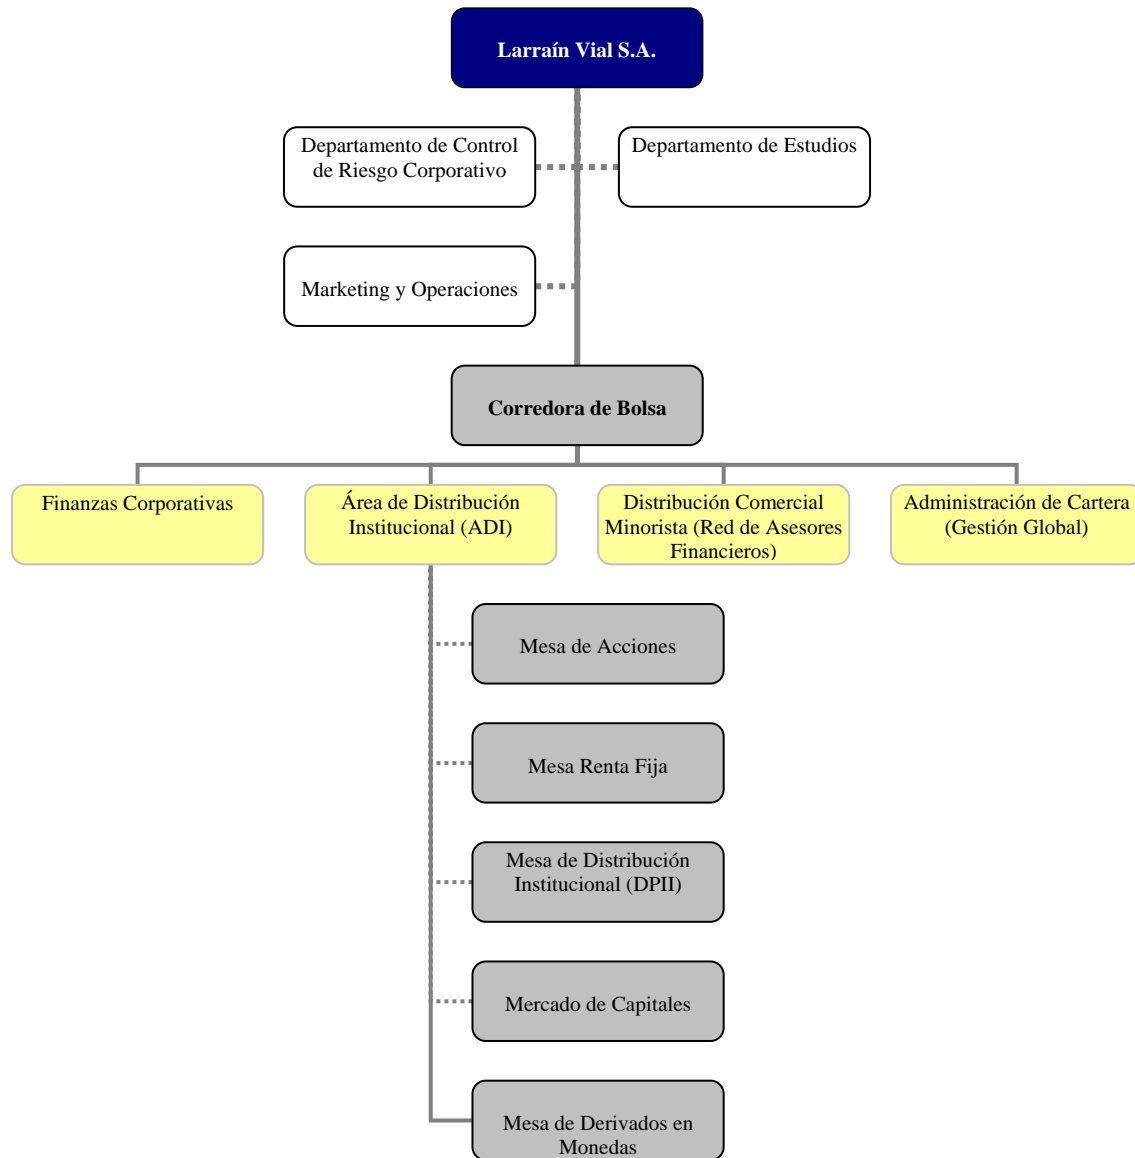 Larraín Vial S.A.
Departamento de Control
de Riesgo Corporativo
Departamento de Estudios
Marketing y Operaciones
Corredora de Bolsa
Finanzas Corporativas
Área de Distribución
Institucional (ADI)
Distribución Comercial
Minorista (Red de Asesores
Financieros)
Administración de Cartera
(Gestión Global)
Mesa de Acciones
Mesa Renta Fija
Mesa de Distribución
Institucional (DPII)
Mercado de Capitales
Mesa de Derivados en
Monedas